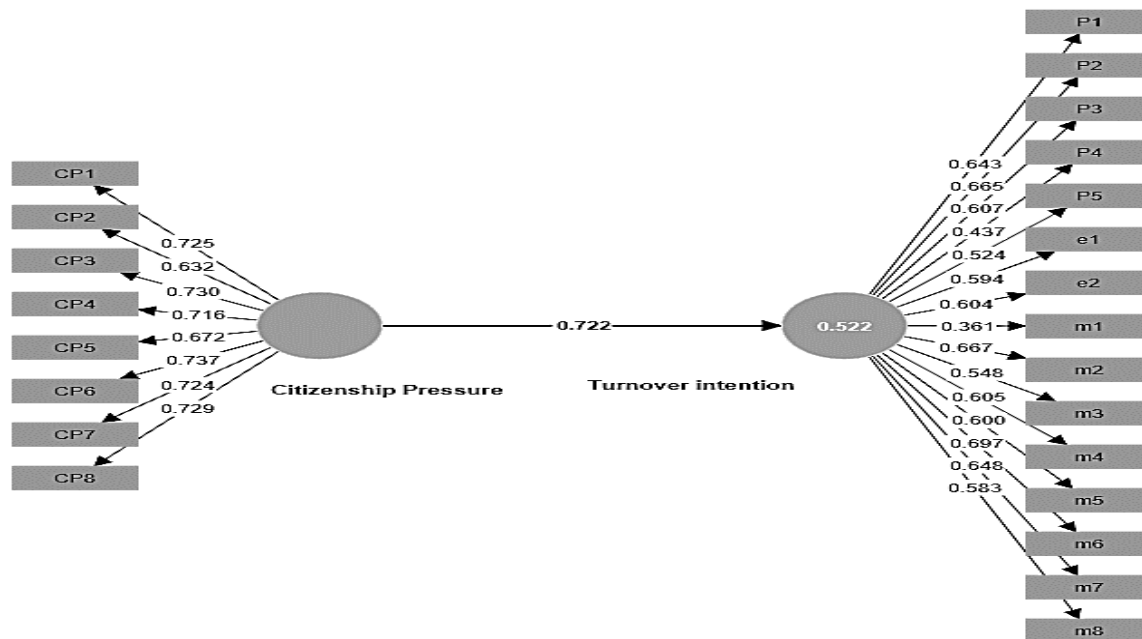 P1
P2
P3
P4
P5
e1
e2
m1
m2
m3
m4
m5
m6
m7
m8
CP1
CP2
CP3
CP4
CP5
CP6
CP7
CP8
0.725
0.632
0.730
0.716
0.672
0.737
0.724
0.729
Citizenship Pressure
0.722
0.522
Turnover intention
0.643
0.665
0.607
0.437
0.524
0.594
0.604
0.361
0.667
0.548
0.605
0.600
0.697
0.648
0.583